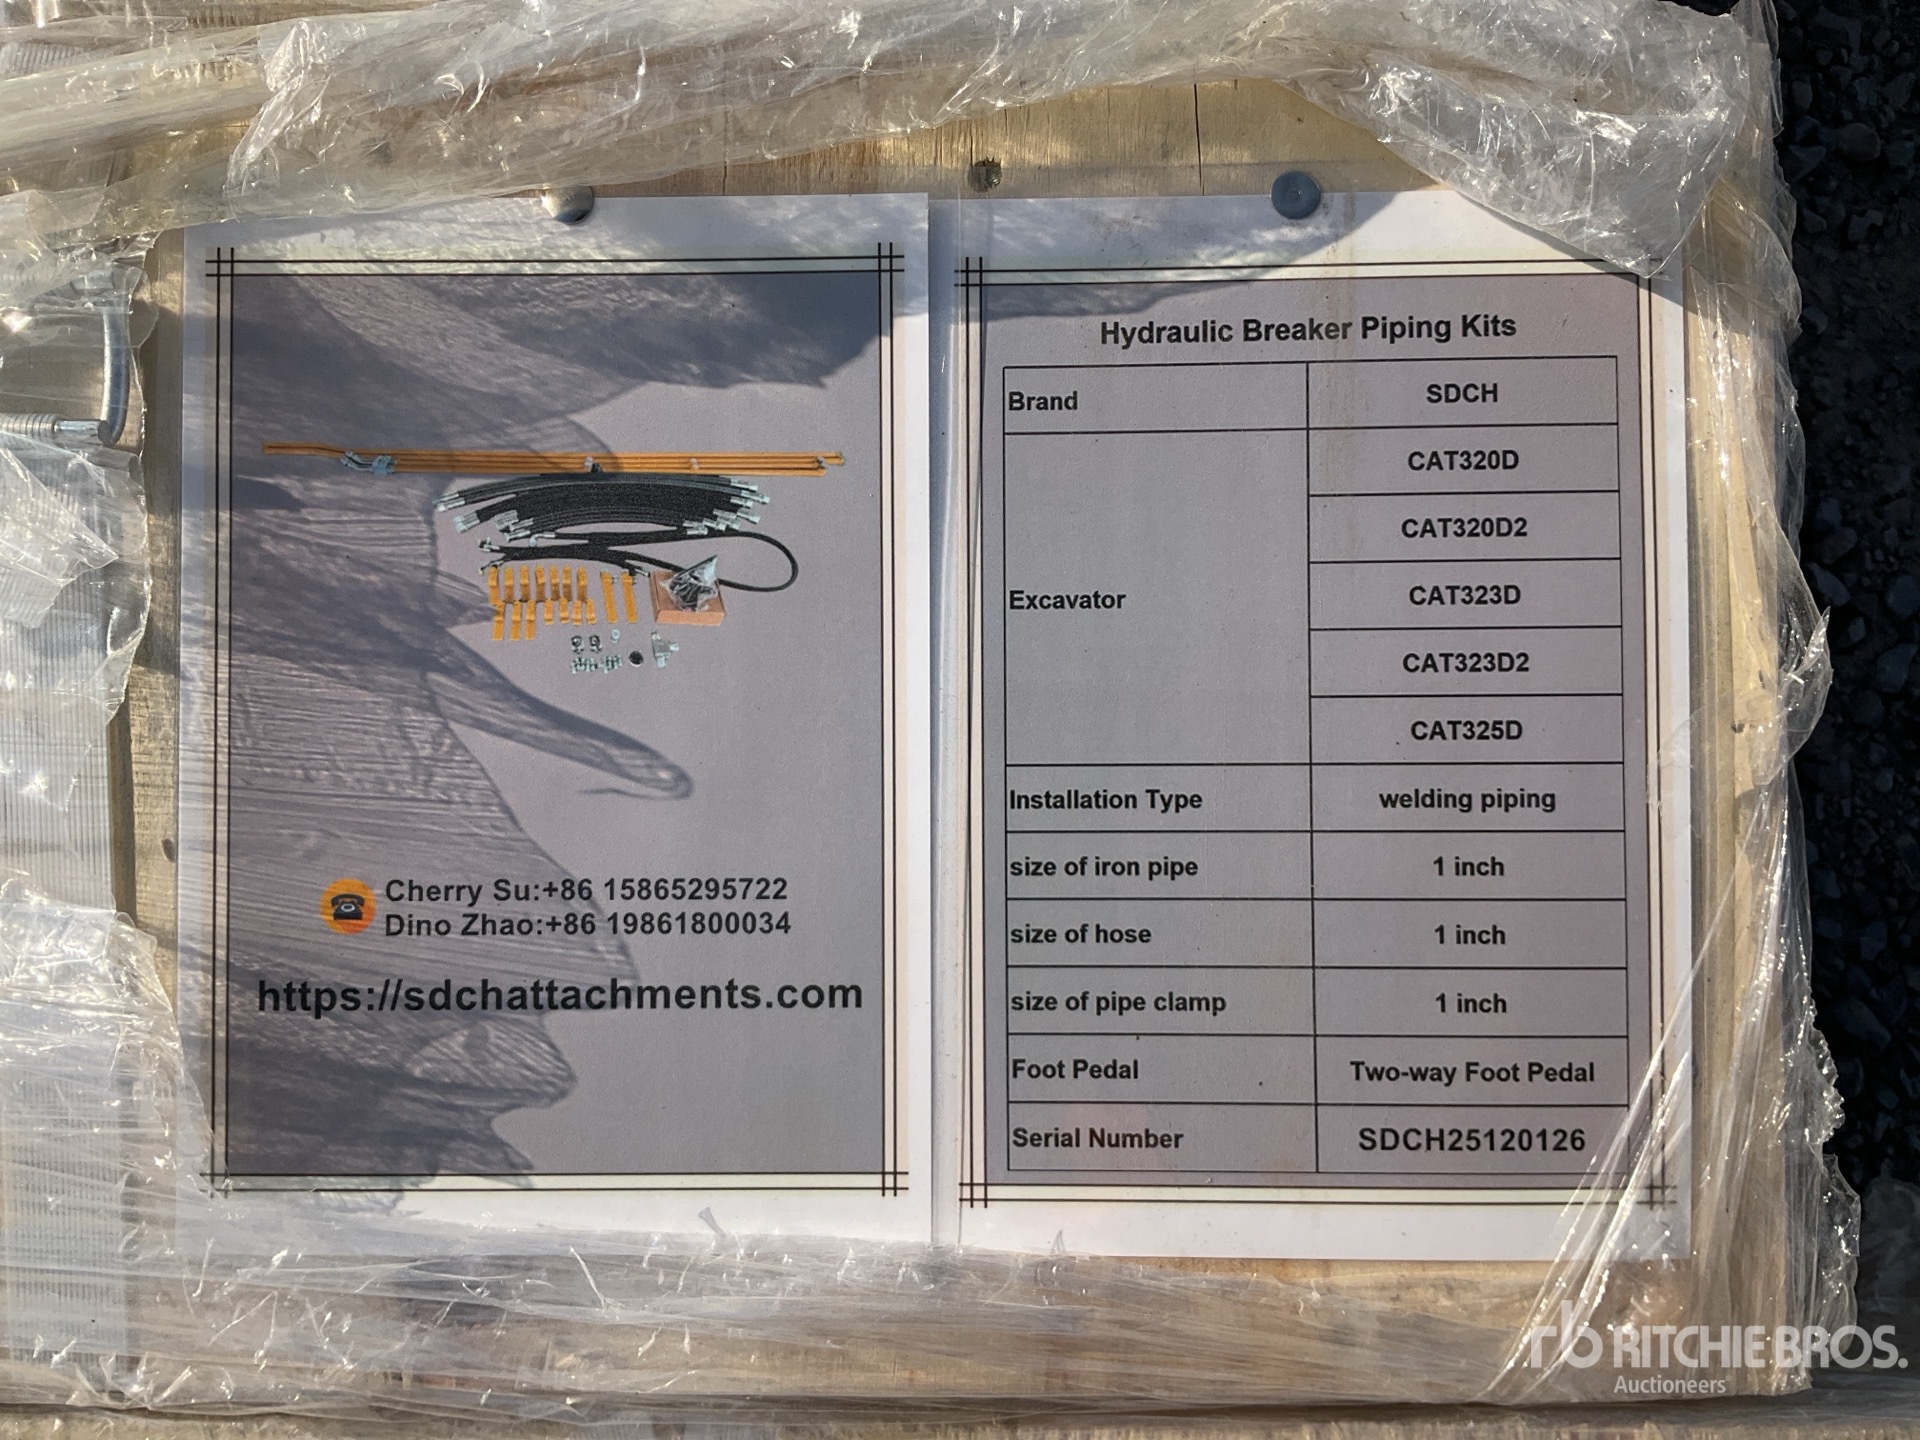 Cherry Su:+86 15865295722
Dino Zhao:+86 19861800034
https://sdchattachments.com
Hydraulic Breaker Piping Kits
Brand SDCH
Excavator
CAT320D
CAT320D2
CAT323D
CAT323D2
CAT325D
Installation Type welding piping
size of iron pipe 1 inch
size of hose 1 inch
size of pipe clamp 1 inch
Foot Pedal Two-way Foot Pedal
Serial Number SDCH25120126
rb RITCHIE BROS.
Auctioneers